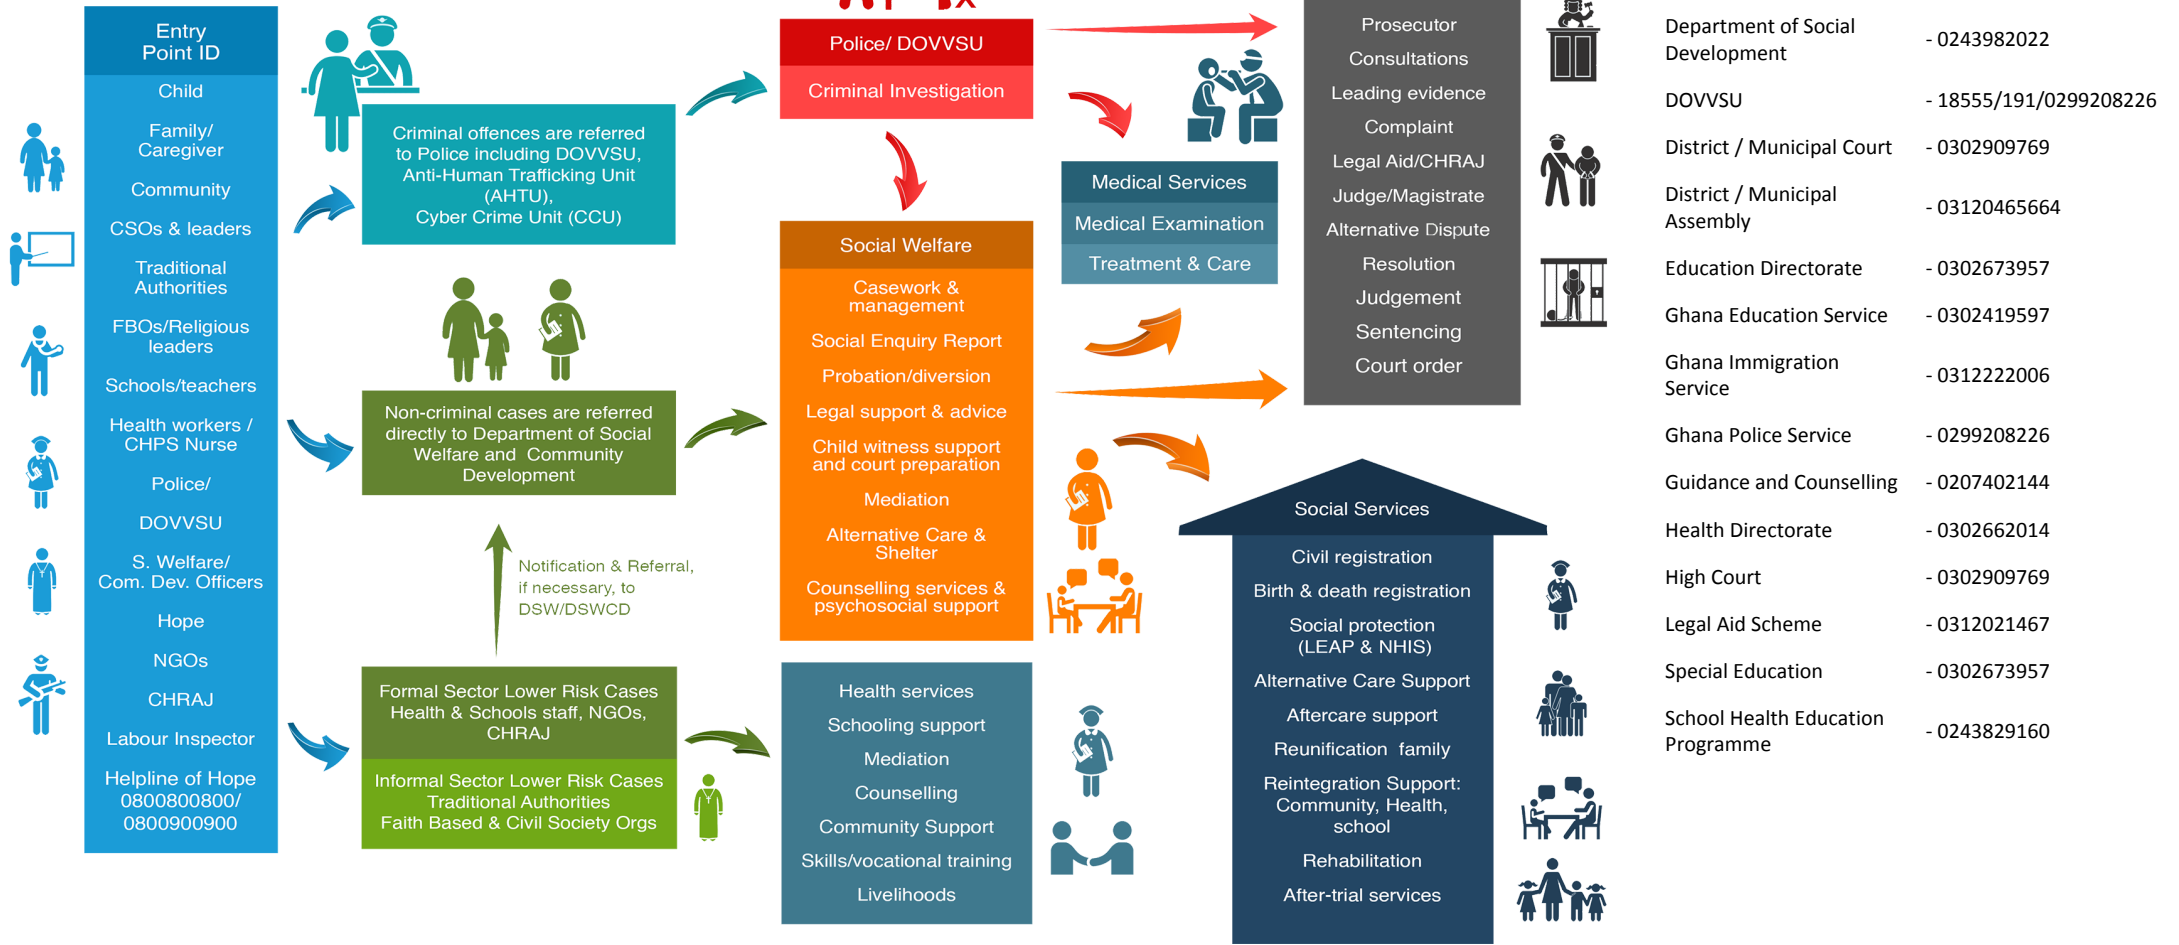 Entry
Point ID
Child
Family/
Caregiver
Community
CSOs & leaders
Traditional
Authorities
FBOs/Religious
leaders
Schools/teachers
Health workers /
CHPS Nurse
Police/
DOVVSU
S. Welfare/
Com. Dev. Officers
Hope
NGOs
CHRAJ
Labour Inspector
Helpline of Hope
0800800800/
0800900900
Criminal offences are referred
to Police including DOVVSU,
Anti-Human Trafficking Unit
(AHTU),
Cyber Crime Unit (CCU)
Non-criminal cases are referred
directly to Department of Social
Welfare and Community
Development
Notification & Referral,
if necessary, to
DSW/DSWCD
Formal Sector Lower Risk Cases
Health & Schools staff, NGOs,
CHRAJ
Informal Sector Lower Risk Cases
Traditional Authorities
Faith Based & Civil Society Orgs
Police/ DOVVSU
Criminal Investigation
Social Welfare
Casework &
management
Social Enquiry Report
Probation/diversion
Legal support & advice
Child witness support
and court preparation
Mediation
Alternative Care &
Shelter
Counselling services &
psychosocial support
Health services
Schooling support
Mediation
Counselling
Community Support
Skills/vocational training
Livelihoods
Medical Services
Medical Examination
Treatment & Care
Prosecutor
Consultations
Leading evidence
Complaint
Legal Aid/CHRAJ
Judge/Magistrate
Alternative Dispute
Resolution
Judgement
Sentencing
Court order
Social Services
Civil registration
Birth & death registration
Social protection
(LEAP & NHIS)
Alternative Care Support
Aftercare support
Reunification family
Reintegration Support:
Community, Health,
school
Rehabilitation
After-trial services
Department of Social
Development - 0243982022
DOVVSU - 18555/191/0299208226
District / Municipal Court - 0302909769
District / Municipal
Assembly - 03120465664
Education Directorate - 0302673957
Ghana Education Service - 0302419597
Ghana Immigration
Service - 0312222006
Ghana Police Service - 0299208226
Guidance and Counselling - 0207402144
Health Directorate - 0302662014
High Court - 0302909769
Legal Aid Scheme - 0312021467
Special Education - 0302673957
School Health Education
Programme - 0243829160